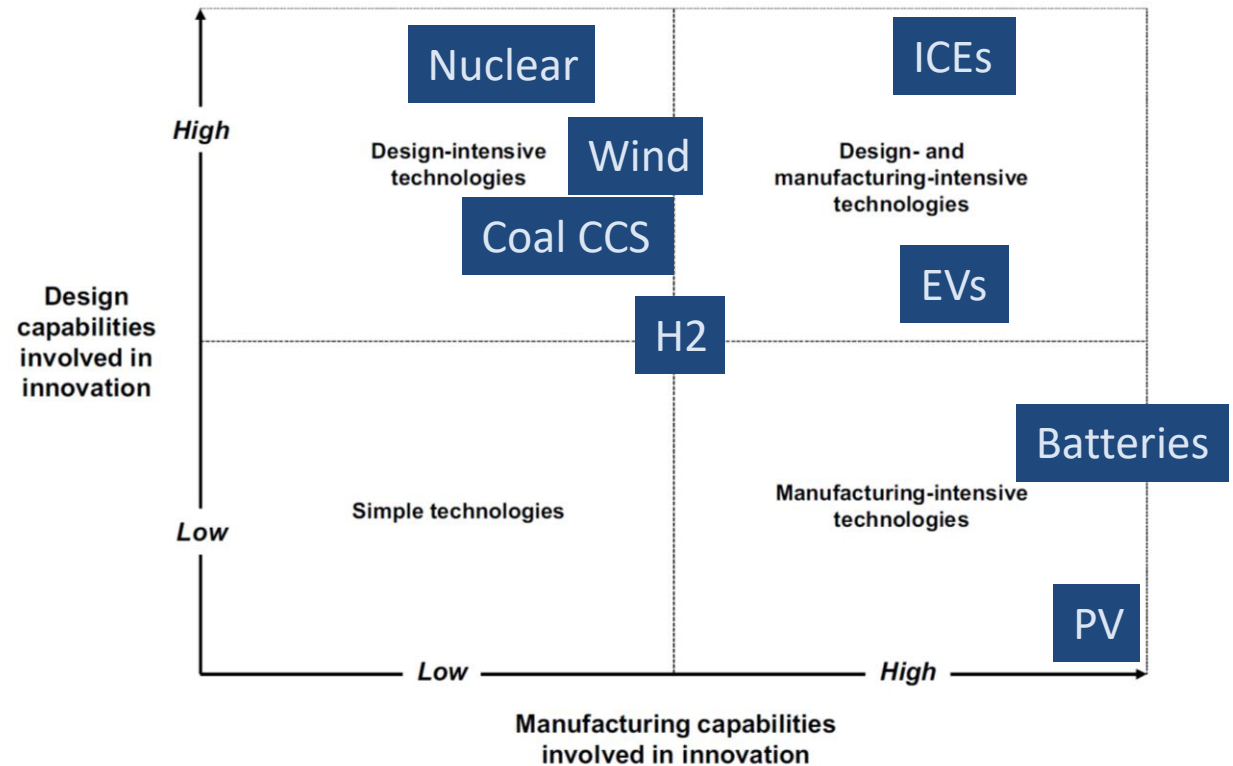 Nuclear
ICEs
High
Design-intensive
technologies
Wind
Design- and
manufacturing-intensive
technologies
Coal CCS
EVs
Design
capabilities
involved in
innovation
H2
Batteries
Simple technologies
Manufacturing-intensive
technologies
Low
PV
Low
High
Manufacturing capabilities
involved in innovation